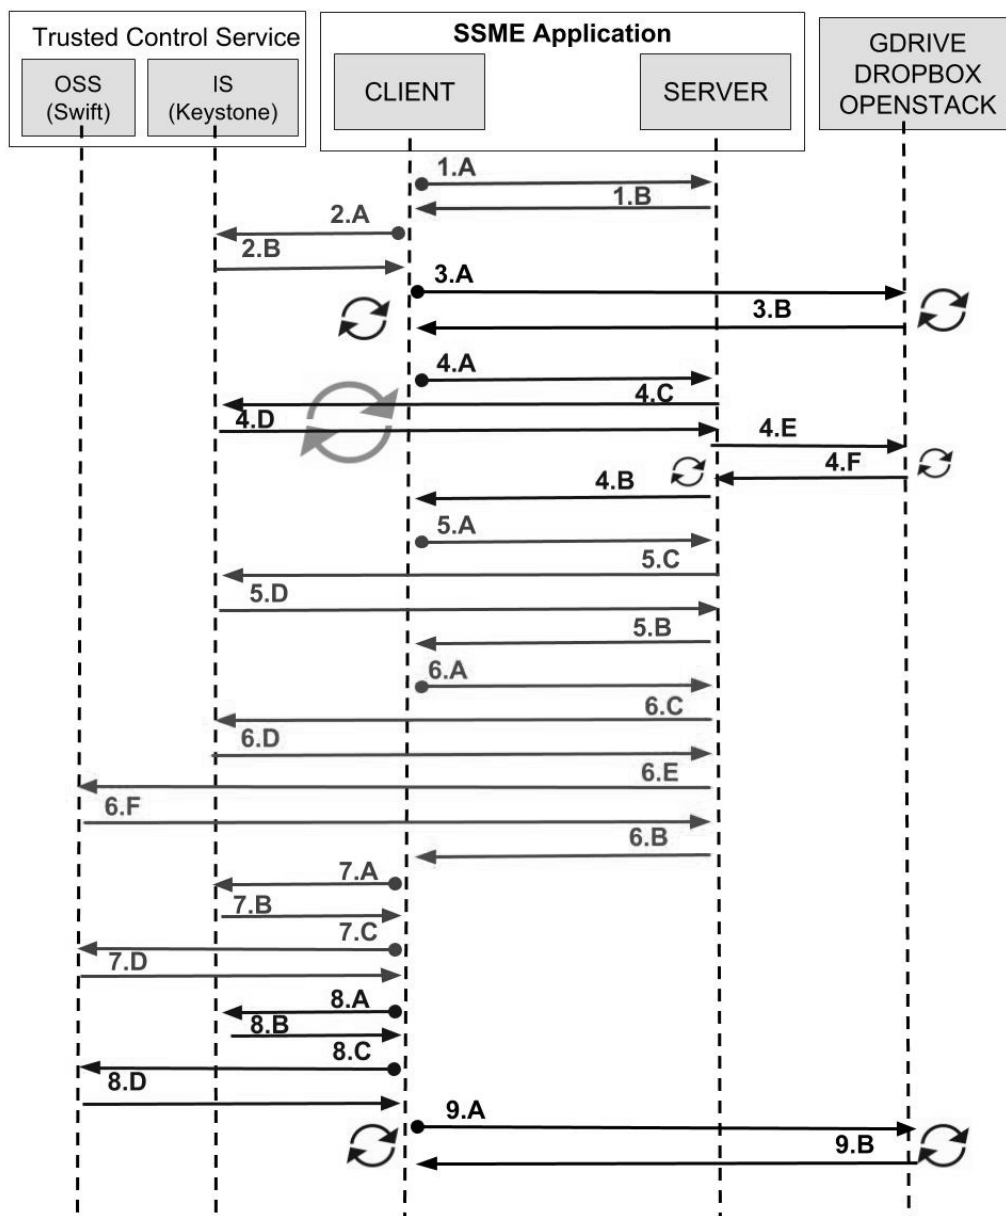 Trusted Control Service
SSME Application
OSS
(Swift)
IS
(Keystone)
CLIENT
SERVER
GDRIVE
DROPBOX
OPENSTACK
1.A
1.B
2.A
2.B
3.A
3.B
4.A
4.C
4.D
4.E
4.F
4.B
5.A
5.C
5.D
5.B
6.A
6.C
6.D
6.E
6.F
6.B
7.A
7.B
7.C
7.D
8.A
8.B
8.C
8.D
9.A
9.B